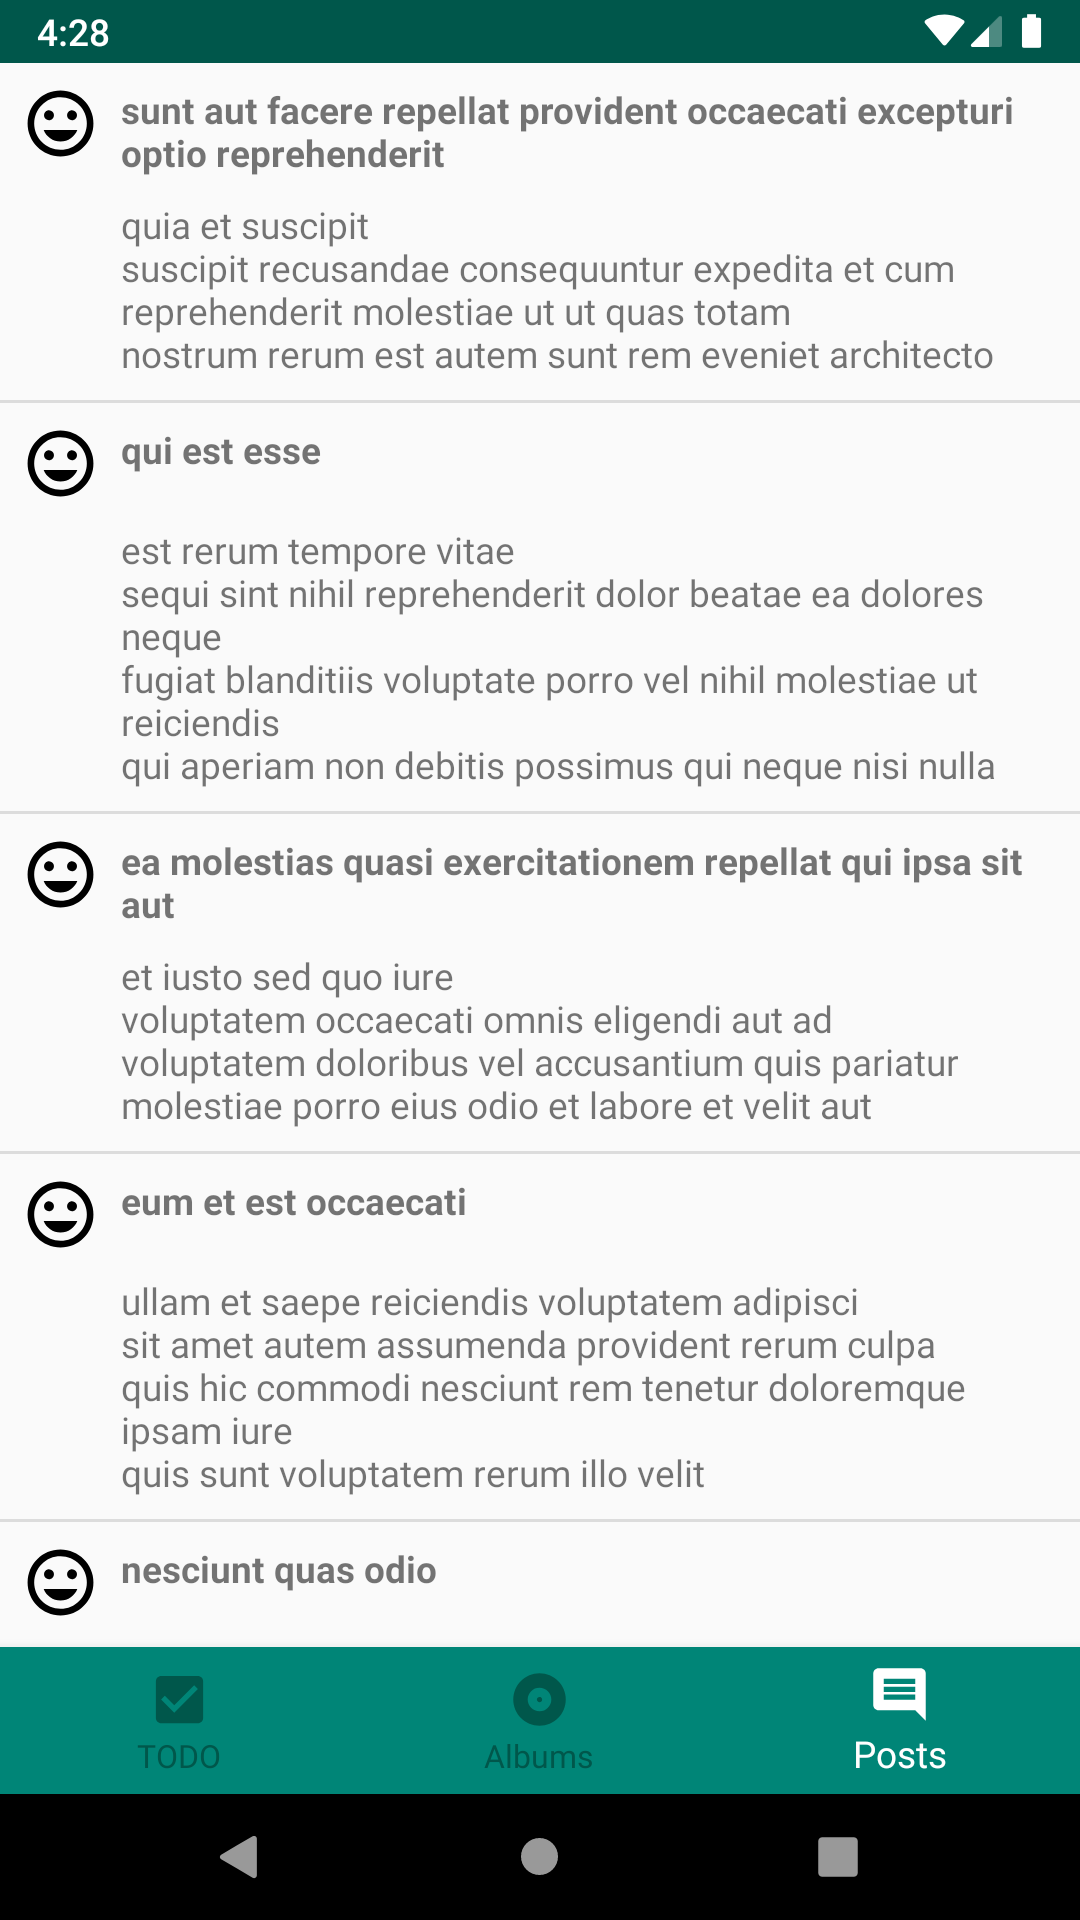 4:28
sunt aut facere repellat provident occaecati excepturi
optio reprehenderit
quia et suscipit
suscipit recusandae consequuntur expedita et cum
reprehenderit molestiae ut ut quas totam
nostrum rerum est autem sunt rem eveniet architecto
qui est esse
est rerum tempore vitae
sequi sint nihil reprehenderit dolor beatae ea dolores
neque
fugiat blanditiis voluptate porro vel nihil molestiae ut
reiciendis
qui aperiam non debitis possimus qui neque nisi nulla
ea molestias quasi exercitationem repellat qui ipsa sit
aut
et iusto sed quo iure
voluptatem occaecati omnis eligendi aut ad
voluptatem doloribus vel accusantium quis pariatur
molestiae porro eius odio et labore et velit aut
eum et est occaecati
ullam et saepe reiciendis voluptatem adipisci
sit amet autem assumenda provident rerum culpa
quis hic commodi nesciunt rem tenetur doloremque
ipsam iure
quis sunt voluptatem rerum illo velit
nesciunt quas odio
TODO
Albums
Posts